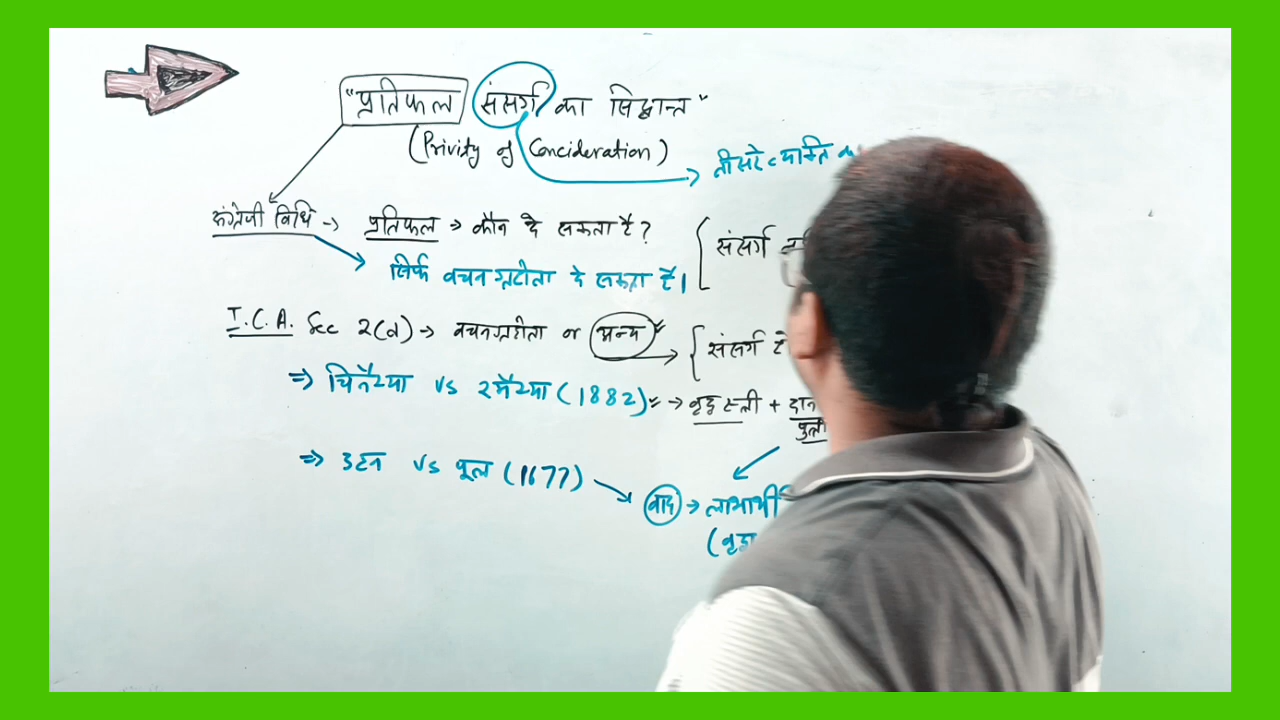 "प्रतिफल संसर्ग का सिद्धान्त"
(Privity of Concideration)
तीसरे व्यक्ति
अंग्रेजी विधि → प्रतिफल → कौन दे सकता है?
{ संसर्ग
सिर्फ वचनग्रहीता दे सकता है।
I.C.A. Sec 2(d) → वचनग्रहीता or अन्य
{ संसर्ग है
⇒ चिनैय्या vs रमैय्या (1882) → वृद्ध स्त्री + दान
⇒ डटन vs पूल (1677)
वाद → लाभार्थी
(वृद्ध